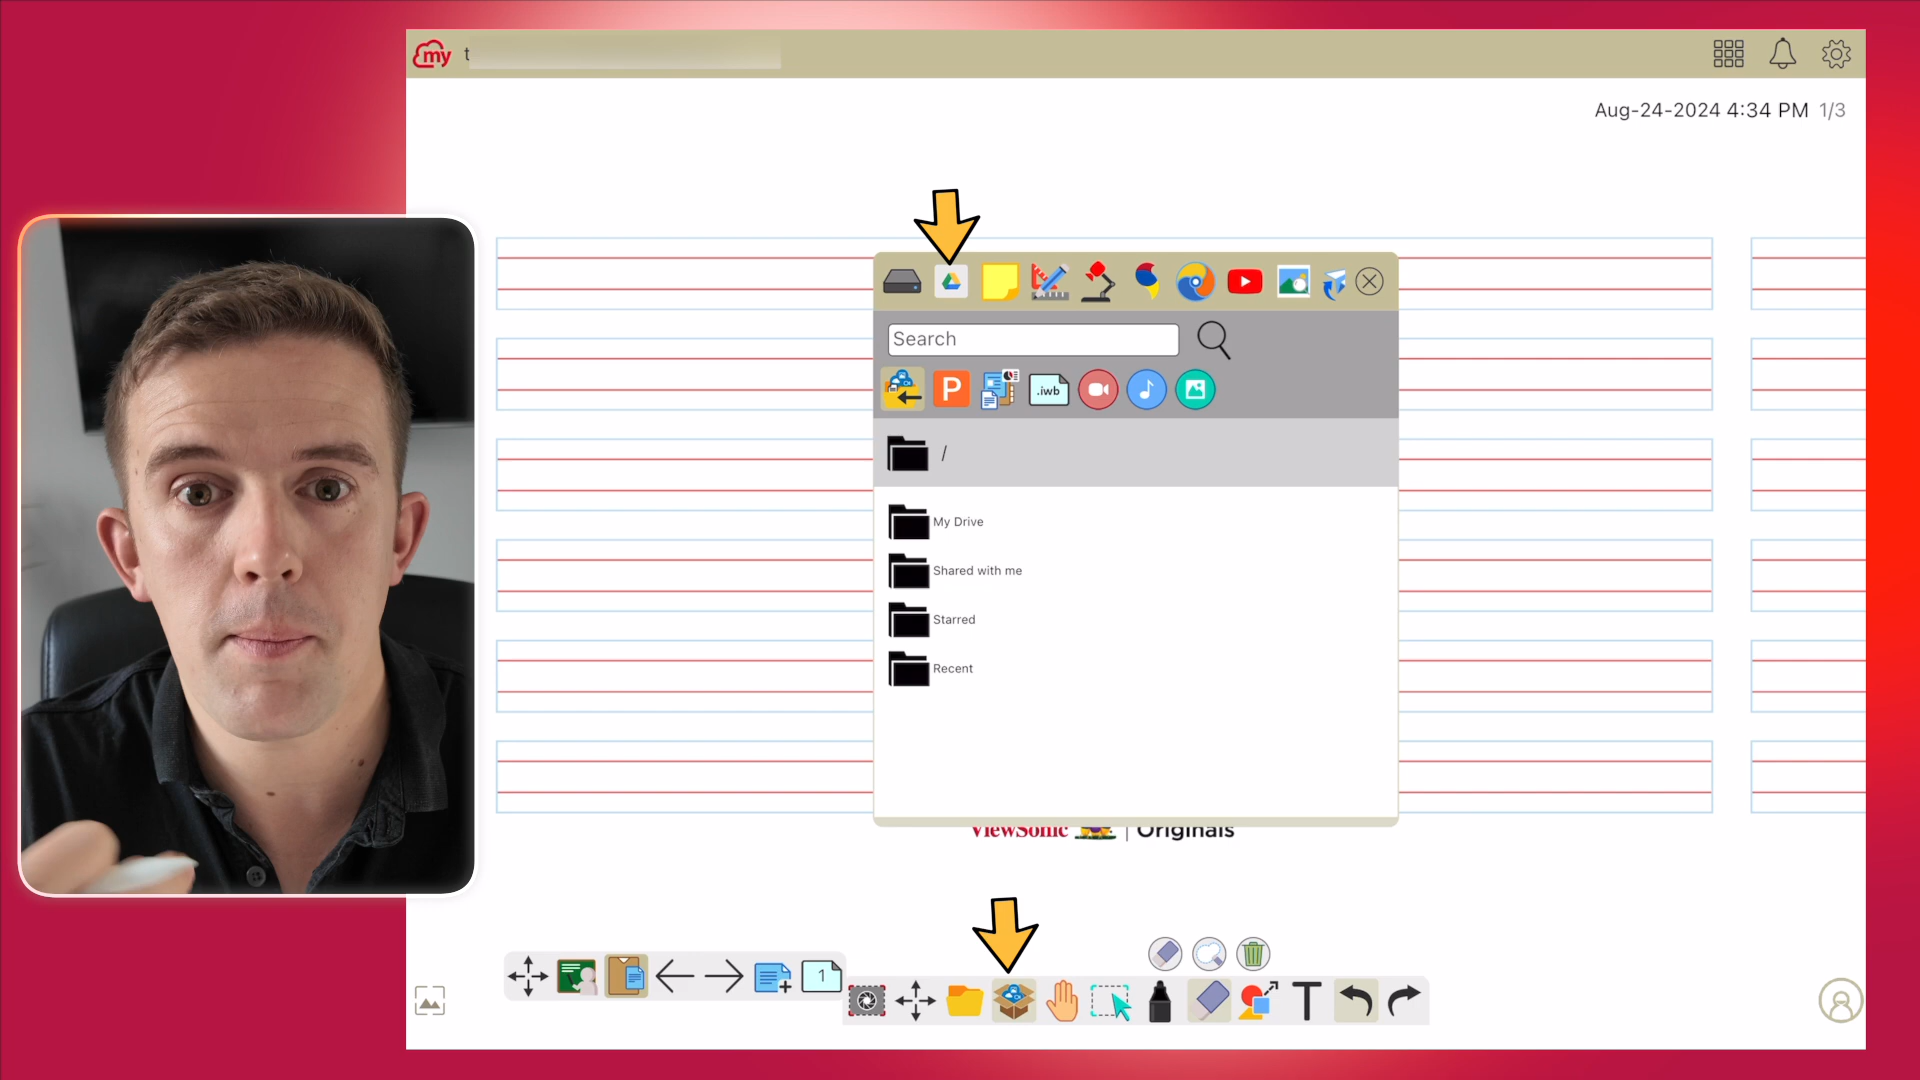 my t
Aug-24-2024 4:34 PM 1/3
Search
P .iwb
/
My Drive
Shared with me
Starred
Recent
ViewSonic | Originals
1 T